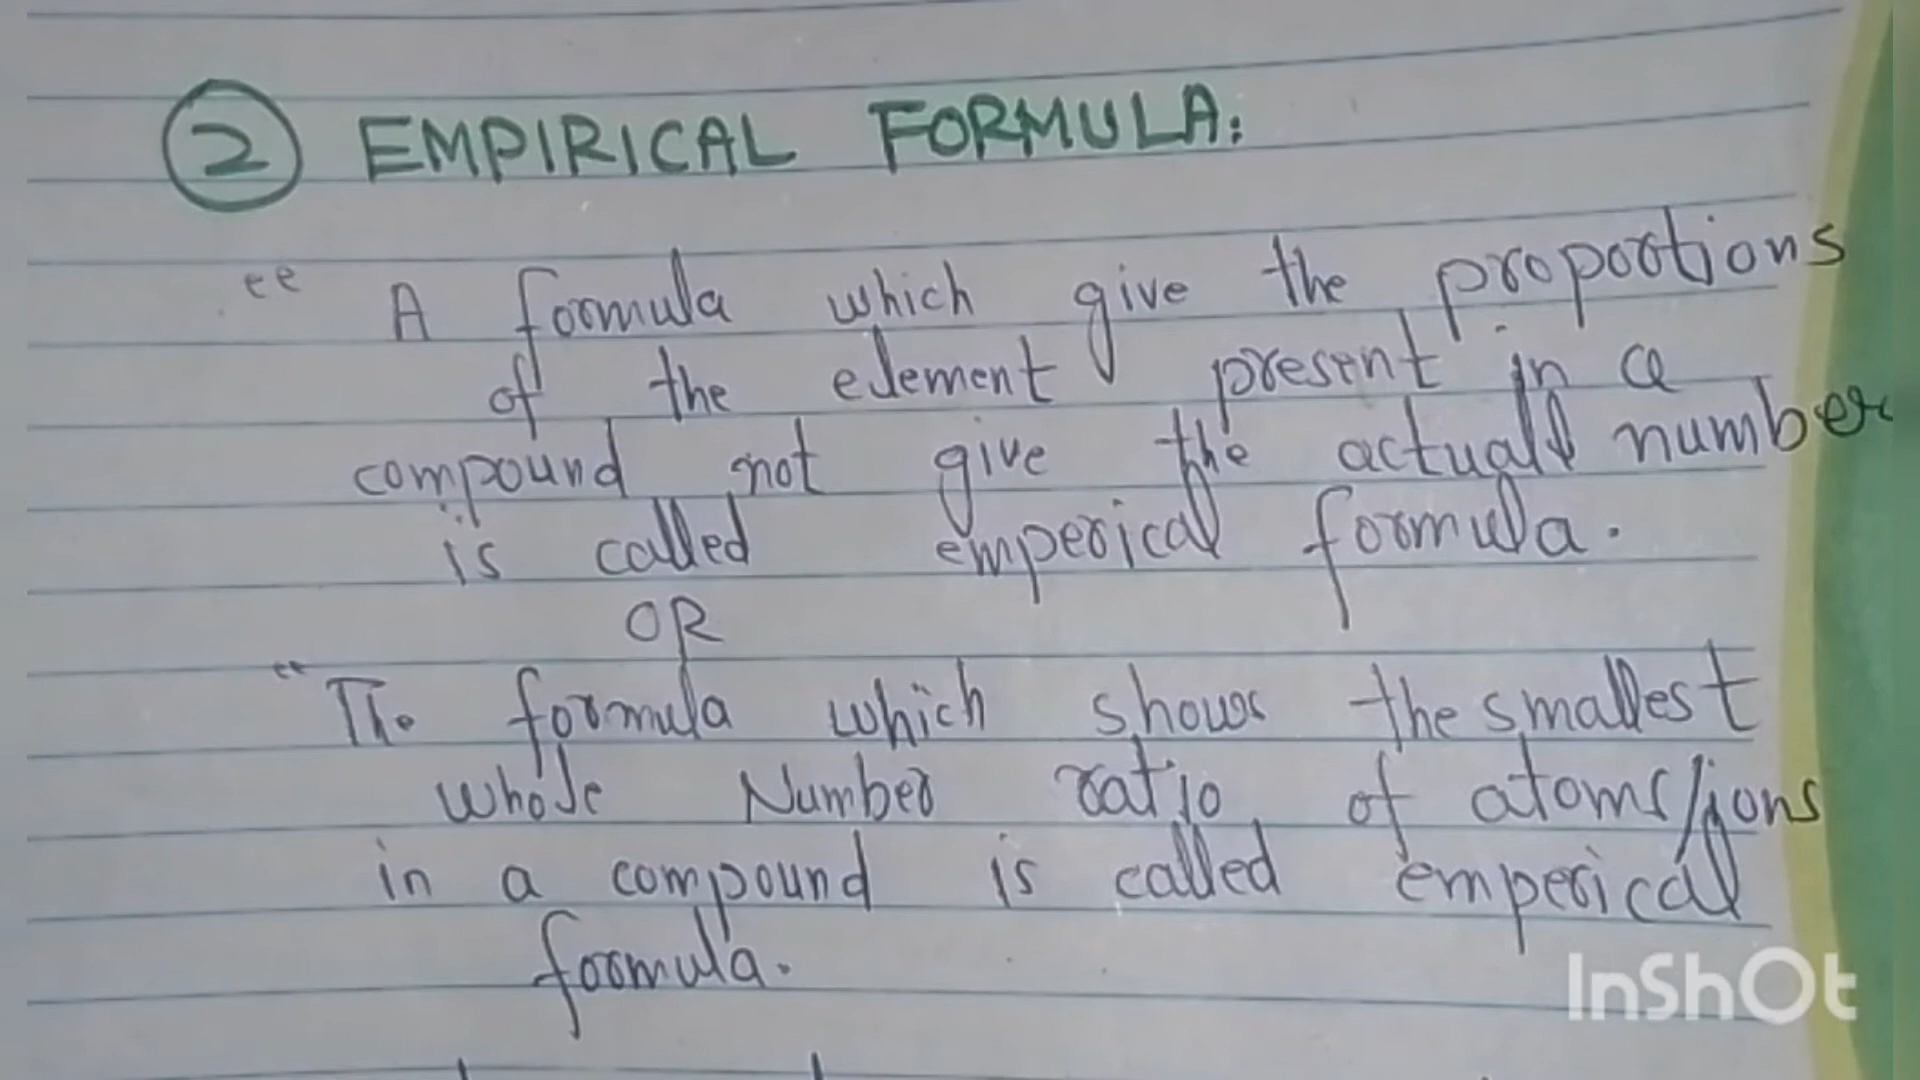 2 EMPIRICAL FORMULA:
“ A formula which give the proportions
of the element present in a
compound not give the actuall number
is called emperical formula.
OR
“ The formula which shows the smallest
whole Number ratio of atoms/ions
in a compound is called emperical
formula.
InShOt